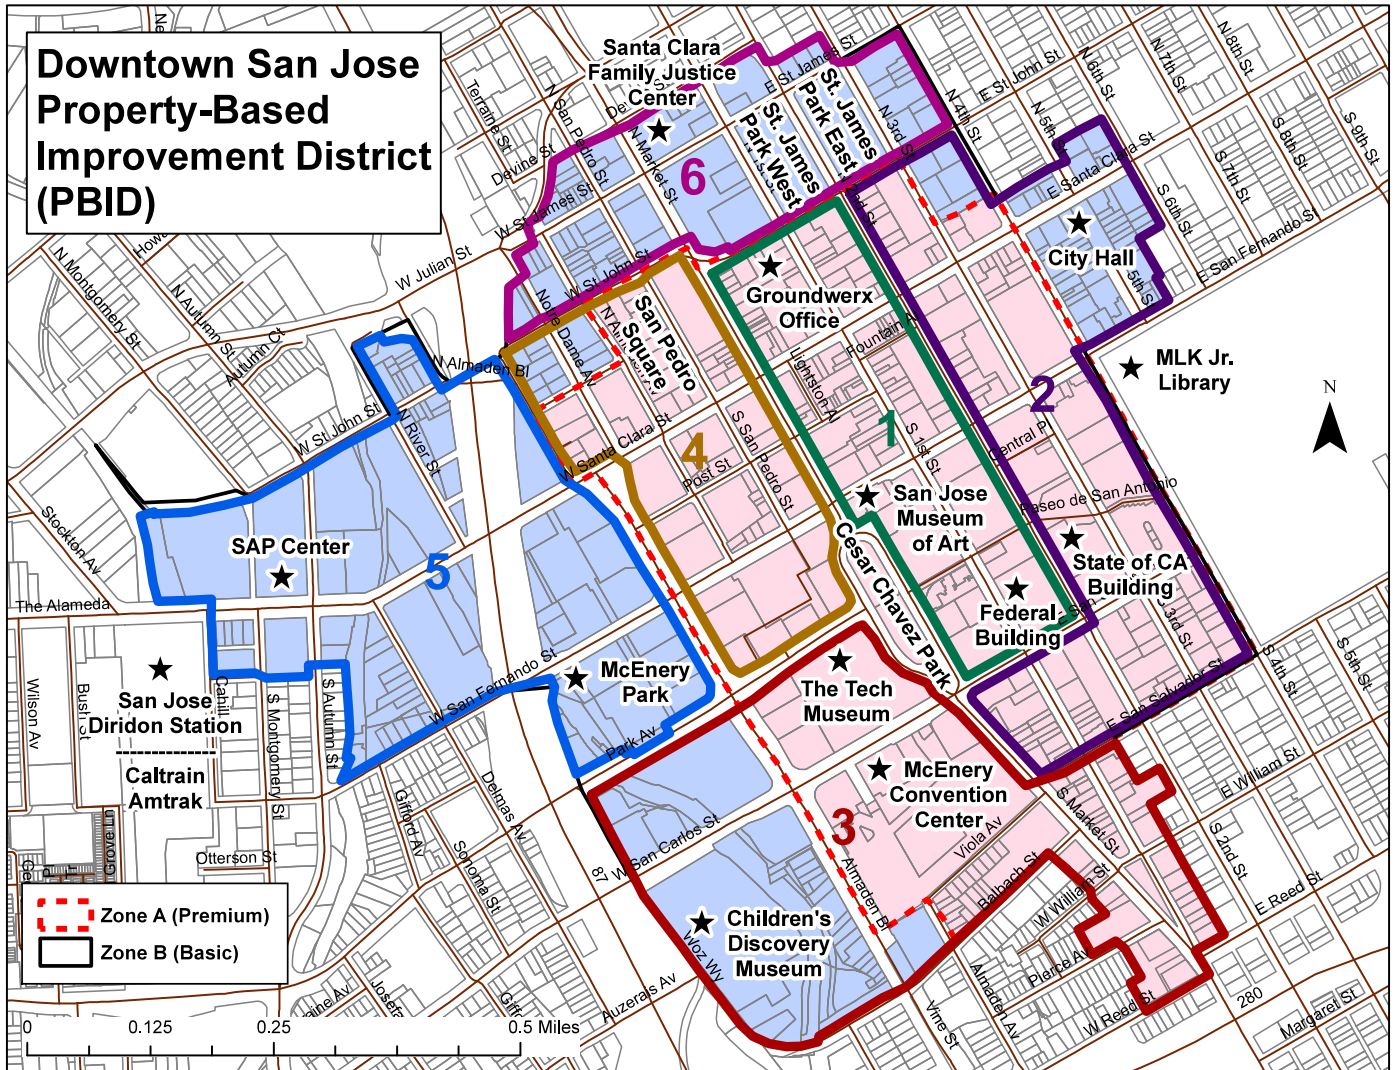 Downtown San Jose
Property-Based
Improvement District
(PBID)
Santa Clara
Family Justice
Center
St. James
Park West
St. James
Park East
E St James St
E St John St
N 3rd St
N 4th St
N 5th St
N 6th St
N 7th St
N 8th St
S 9th St
S 8th St
S 7th St
S 6th St
5th St
E Santa Clara St
E San Fernando St
Terraine St
Devine St
N San Pedro St
N Market St
W St James St
W Julian St
W St John St
2nd St
6
City Hall
MLK Jr.
Library
N
Groundwerx
Office
Fountain Al
Lightston Al
San Pedro
Square
Notre Dame Av
N Almaden Bl
N Montgomery St
N Autumn St
Autumn Ct
W St John St
N River St
W Santa Clara St
S San Pedro St
Post St
4
1
2
S 1st St
Central Pl
Paseo de San Antonio
San Jose
Museum
of Art
State of CA
Building
Federal
Building
Cesar Chavez Park
S 3rd St
SAP Center
5
Stockton Av
The Alameda
San Jose
Diridon Station
Caltrain
Amtrak
Wilson Av
Bush St
Cahill
S Montgomery St
S Autumn St
W San Fernando St
McEnery
Park
Park Av
The Tech
Museum
McEnery
Convention
Center
3
E San Salvador St
S 4th St
S 5th St
E William St
S Market St
S 2nd St
E Reed St
Viola Av
Balbach St
W William St
Pierce Av
W Reed St
Almaden Bl
Almaden Av
Vine St
280
Margaret St
W San Carlos St
87
Delmas Av
Gifford Av
Sonoma St
Otterson St
Grove Ln
Children's
Discovery
Museum
Woz Wy
Auzerais Av
Zone A (Premium)
Zone B (Basic)
0
0.125
0.25
0.5 Miles